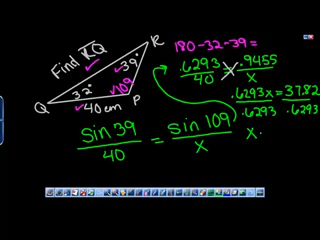 Find RQ
R
39°
109
32°
Q
40 cm
P
180-32-39=
.6293/40 = .9455/x
.6293x/.6293 = 37.82/.6293
sin 39/40 = sin 109/x
x